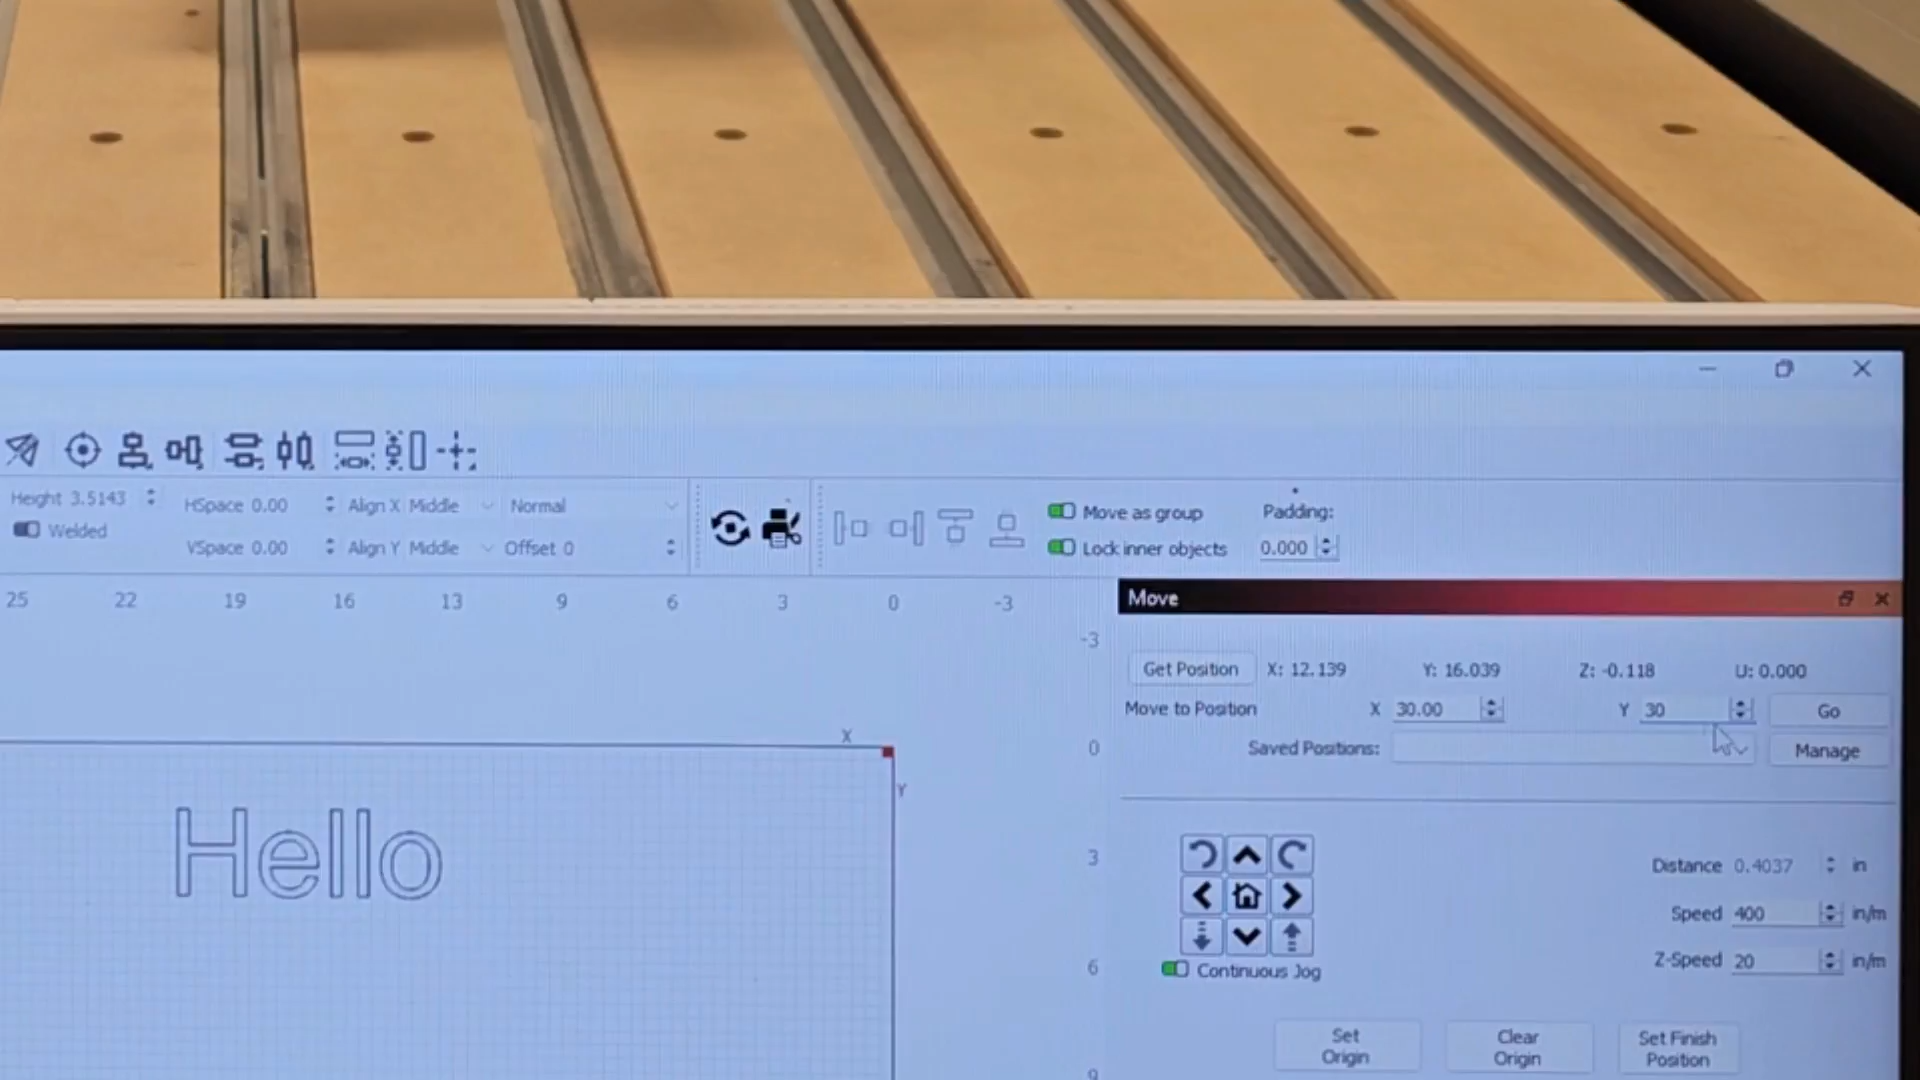 Height 3.5143
HSpace 0.00
Align X Middle
Normal
Welded
VSpace 0.00
Align Y Middle
Offset 0
Move as group
Padding:
Lock inner objects
0.000
25 22 19 16 13 9 6 3 0 -3
Move
-3
Get Position X: 12.139 Y: 16.039 Z: -0.118 U: 0.000
Move to Position X 30.00 Y 30 Go
Saved Positions: Manage
X
0
Y
Hello
3
Distance 0.4037 in
Speed 400 in/m
Z-Speed 20 in/m
6
Continuous Jog
Set Origin
Clear Origin
Set Finish Position
9